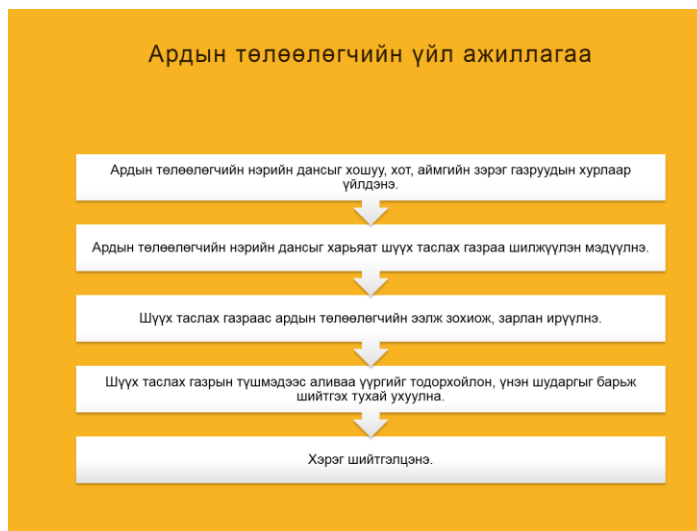 Ардын төлөөлөгчийн үйл ажиллагаа
Ардын төлөөлөгчийн нэрийн дансыг хошуу, хот, аймгийн зэрэг газруудын хурлаар
үйлдэнэ.
Ардын төлөөлөгчийн нэрийн дансыг харьяат шүүх таслах газраа шилжүүлэн мэдүүлнэ.
Шүүх таслах газраас ардын төлөөлөгчийн ээлж зохиож, зарлан ирүүлнэ.
Шүүх таслах газрын түшмэдээс аливаа үүргийг тодорхойлон, үнэн шударгыг барьж
шийтгэх тухай ухуулна.
Хэрэг шийтгэлцэнэ.